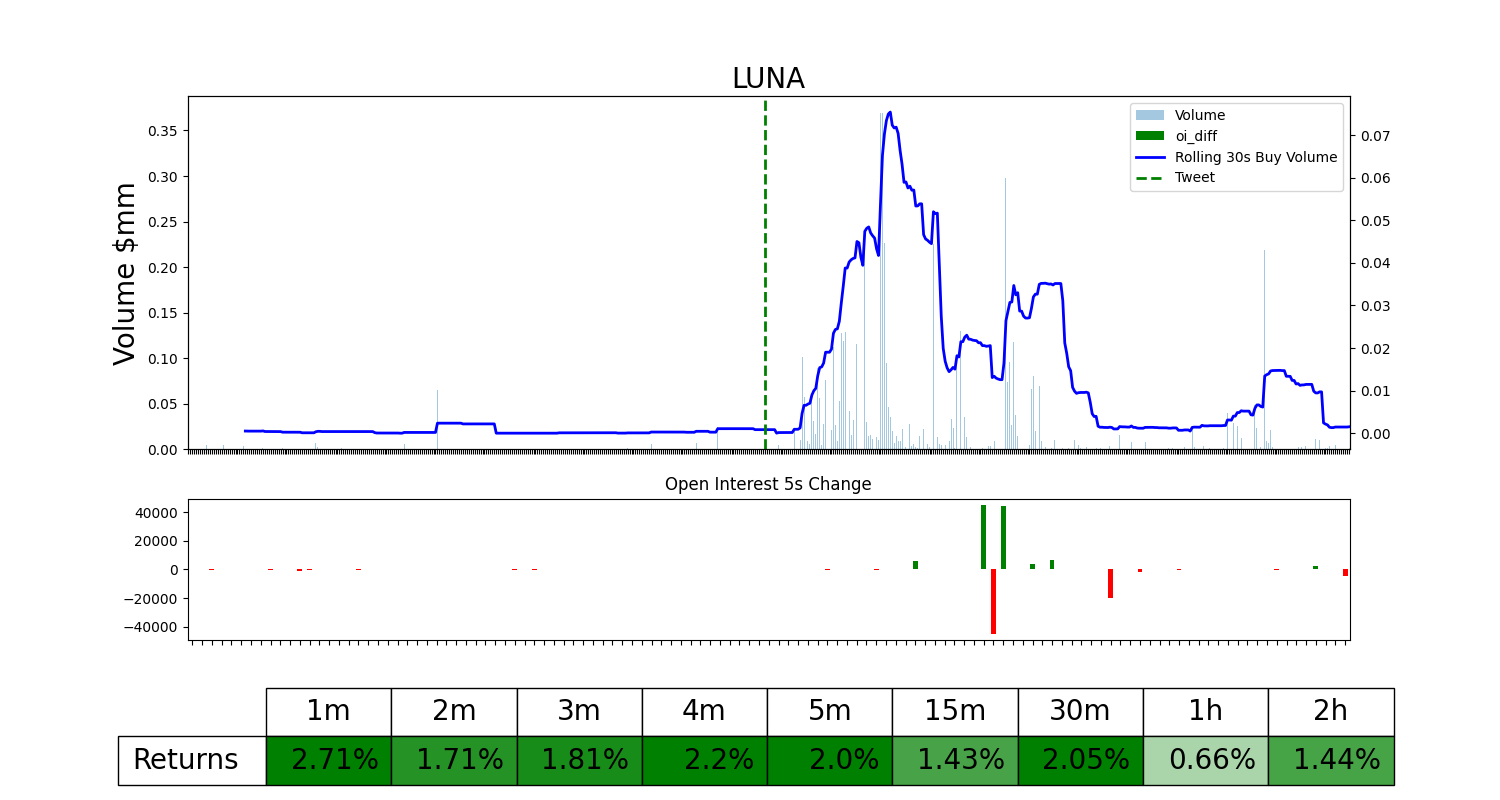 LUNA
Volume $mm
0.35
0.30
0.25
0.20
0.15
0.10
0.05
0.00
Volume
oi_diff
Rolling 30s Buy Volume
Tweet
0.07
0.06
0.05
0.04
0.03
0.02
0.01
0.00
Open Interest 5s Change
40000
20000
0
−20000
−40000
1m 2m 3m 4m 5m 15m 30m 1h 2h
Returns 2.71% 1.71% 1.81% 2.2% 2.0% 1.43% 2.05% 0.66% 1.44%